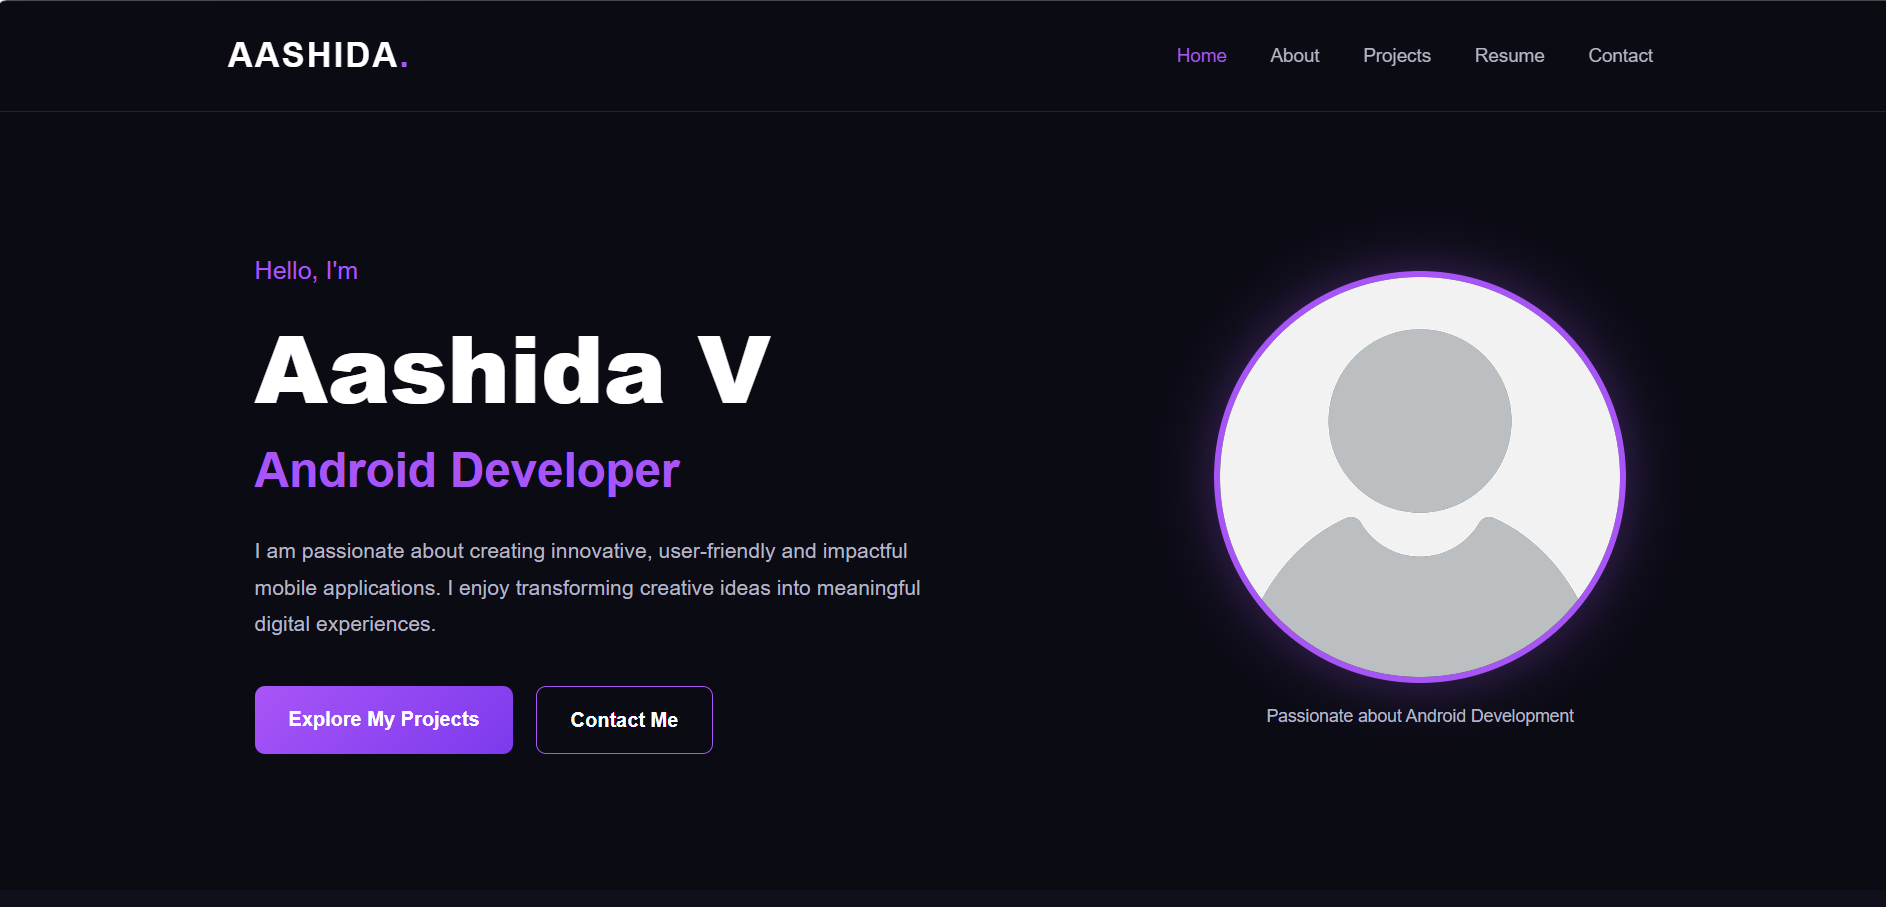 AASHIDA.
Home About Projects Resume Contact
Hello, I'm
Aashida V
Android Developer
I am passionate about creating innovative, user-friendly and impactful
mobile applications. I enjoy transforming creative ideas into meaningful
digital experiences.
Explore My Projects
Contact Me
Passionate about Android Development